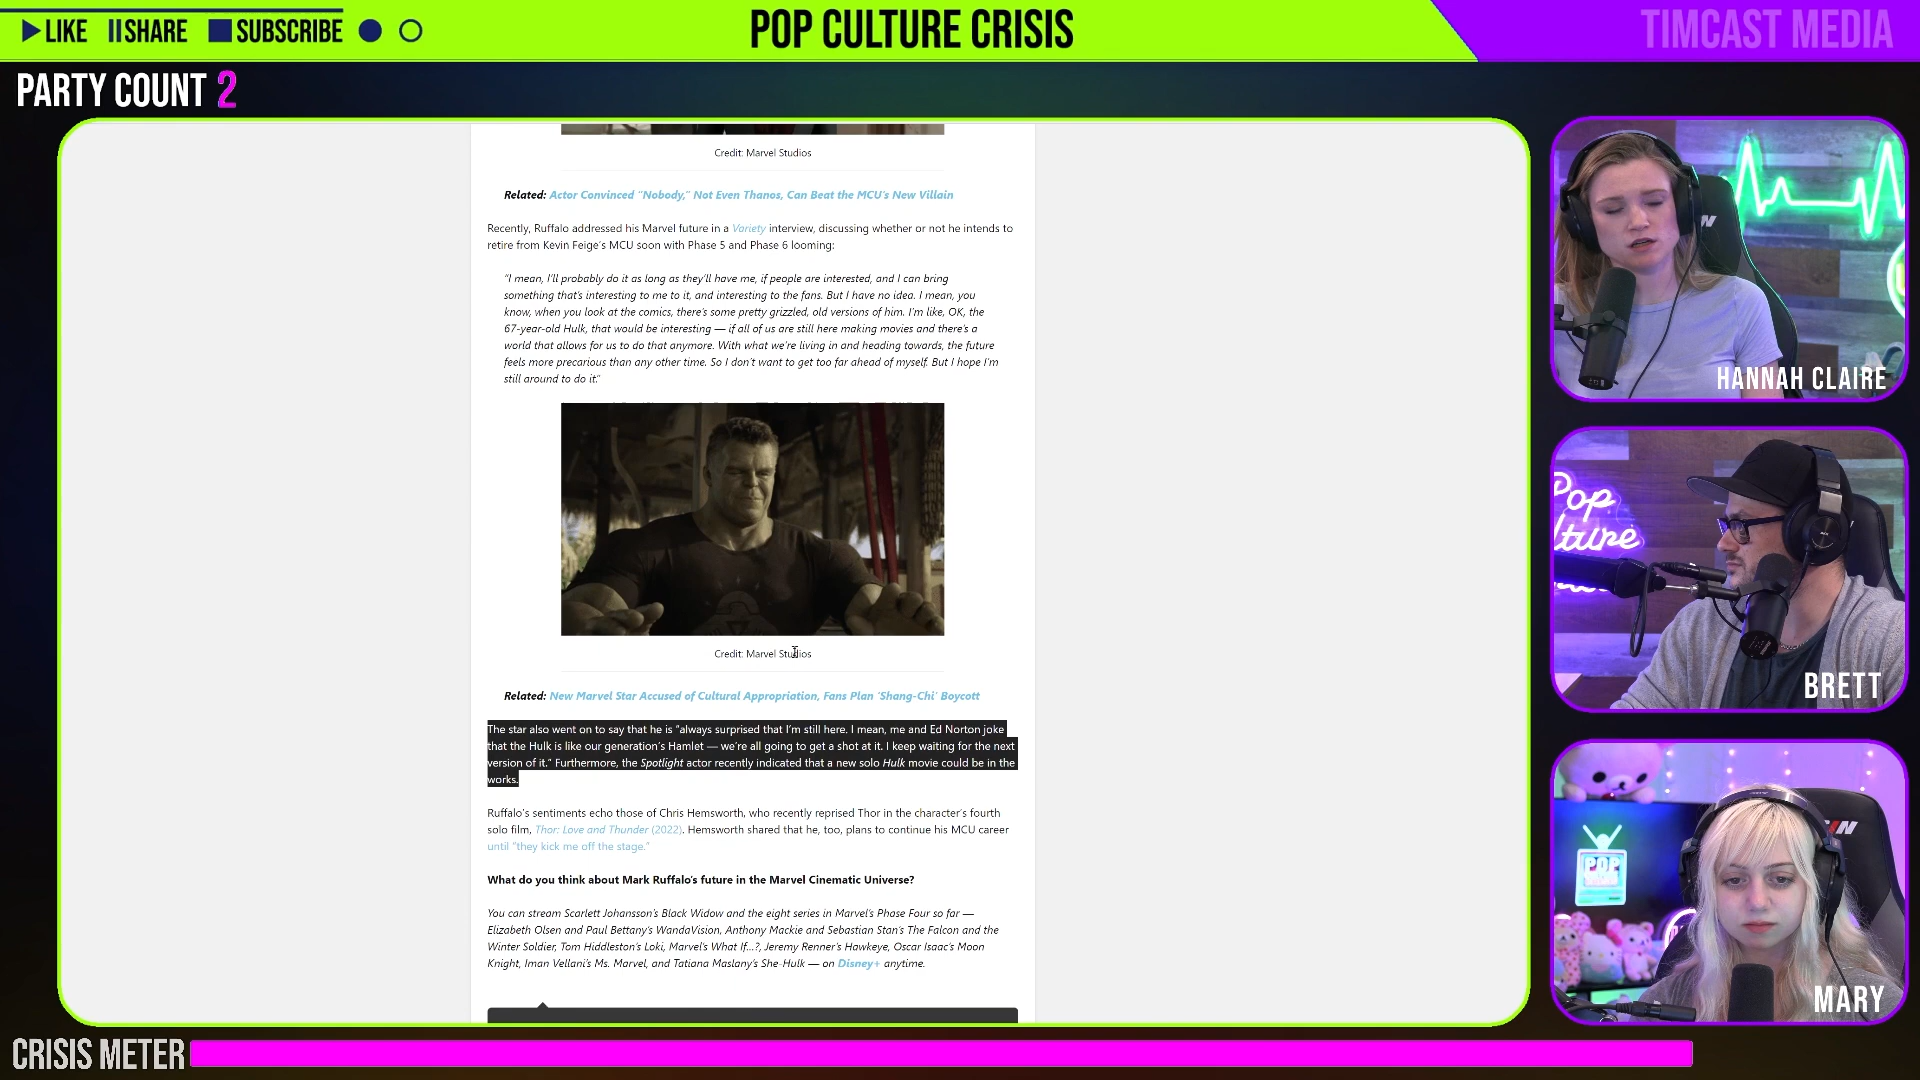 LIKE SHARE SUBSCRIBE
POP CULTURE CRISIS
TIMCAST MEDIA
PARTY COUNT 2
Credit: Marvel Studios
Related: Actor Convinced “Nobody,” Not Even Thanos, Can Beat the MCU’s New Villain
Recently, Ruffalo addressed his Marvel future in a Variety interview, discussing whether or not he intends to
retire from Kevin Feige’s MCU soon with Phase 5 and Phase 6 looming:
“I mean, I’ll probably do it as long as they’ll have me, if people are interested, and I can bring
something that’s interesting to me to it, and interesting to the fans. But I have no idea. I mean, you
know, when you look at the comics, there’s some pretty grizzled, old versions of him. I’m like, OK, the
67-year-old Hulk, that would be interesting — if all of us are still here making movies and there’s a
world that allows for us to do that anymore. With what we’re living in and heading towards, the future
feels more precarious than any other time. So I don’t want to get too far ahead of myself. But I hope I’m
still around to do it.”
Credit: Marvel Studios
Related: New Marvel Star Accused of Cultural Appropriation, Fans Plan ‘Shang-Chi’ Boycott
The star also went on to say that he is “always surprised that I’m still here. I mean, me and Ed Norton joke
that the Hulk is like our generation’s Hamlet — we’re all going to get a shot at it. I keep waiting for the next
version of it.” Furthermore, the Spotlight actor recently indicated that a new solo Hulk movie could be in the
works.
Ruffalo’s sentiments echo those of Chris Hemsworth, who recently reprised Thor in the character’s fourth
solo film, Thor: Love and Thunder (2022). Hemsworth shared that he, too, plans to continue his MCU career
until “they kick me off the stage.”
What do you think about Mark Ruffalo’s future in the Marvel Cinematic Universe?
You can stream Scarlett Johansson’s Black Widow and the eight series in Marvel’s Phase Four so far —
Elizabeth Olsen and Paul Bettany’s WandaVision, Anthony Mackie and Sebastian Stan’s The Falcon and the
Winter Soldier, Tom Hiddleston’s Loki, Marvel’s What If…?, Jeremy Renner’s Hawkeye, Oscar Isaac’s Moon
Knight, Iman Vellani’s Ms. Marvel, and Tatiana Maslany’s She-Hulk — on Disney+ anytime.
HANNAH CLAIRE
Pop
BRETT
POP
MARY
CRISIS METER